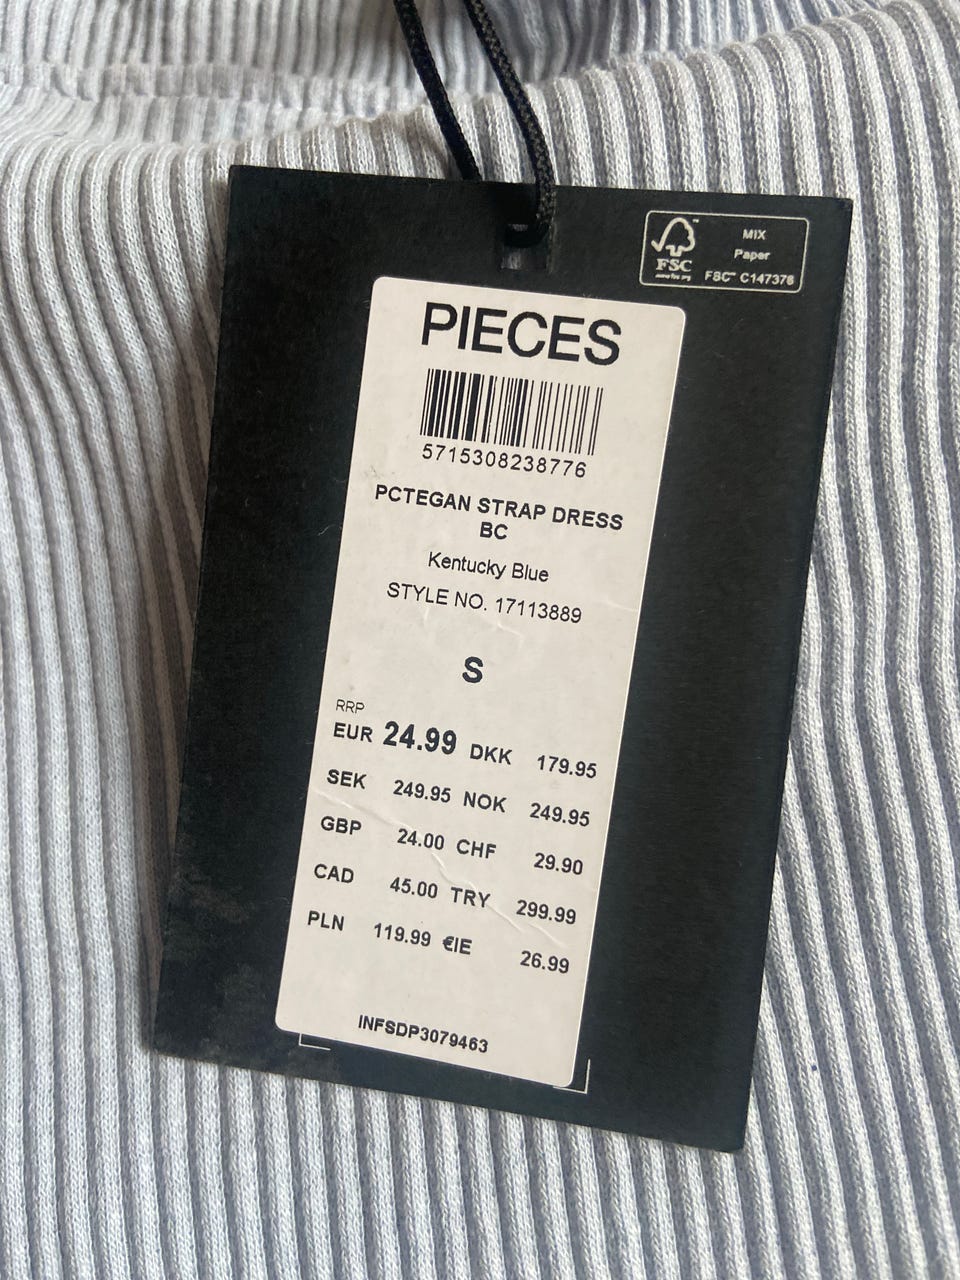 MIX
Paper
FSC
FSC™ C147376
PIECES
5715308238776
PCTEGAN STRAP DRESS
BC
Kentucky Blue
STYLE NO. 17113889
S
RRP
EUR 24.99 DKK 179.95
SEK 249.95 NOK 249.95
GBP 24.00 CHF 29.90
CAD 45.00 TRY 299.99
PLN 119.99 €IE 26.99
INFSDP3079463